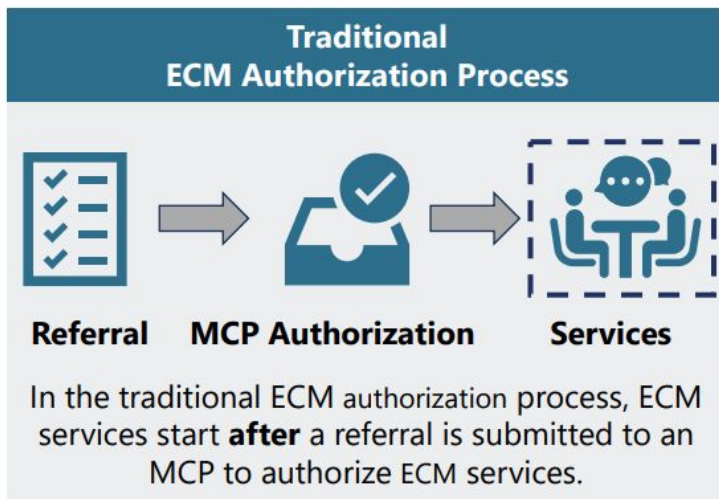 Traditional
ECM Authorization Process
Referral
MCP Authorization
Services
In the traditional ECM authorization process, ECM
services start after a referral is submitted to an
MCP to authorize ECM services.